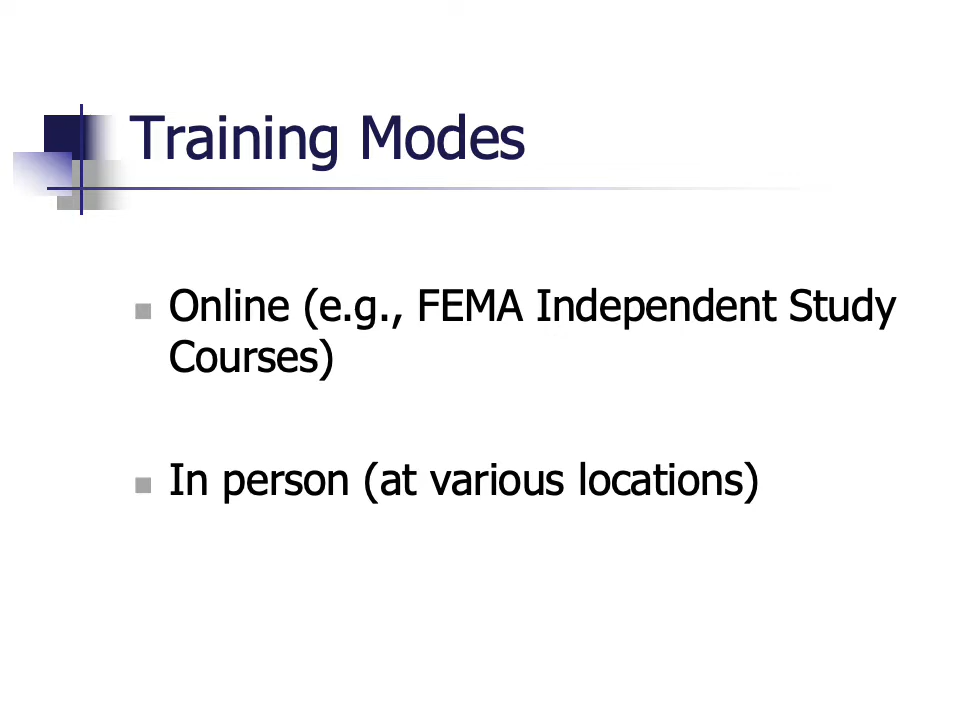 Training Modes
Online (e.g., FEMA Independent Study
Courses)
In person (at various locations)